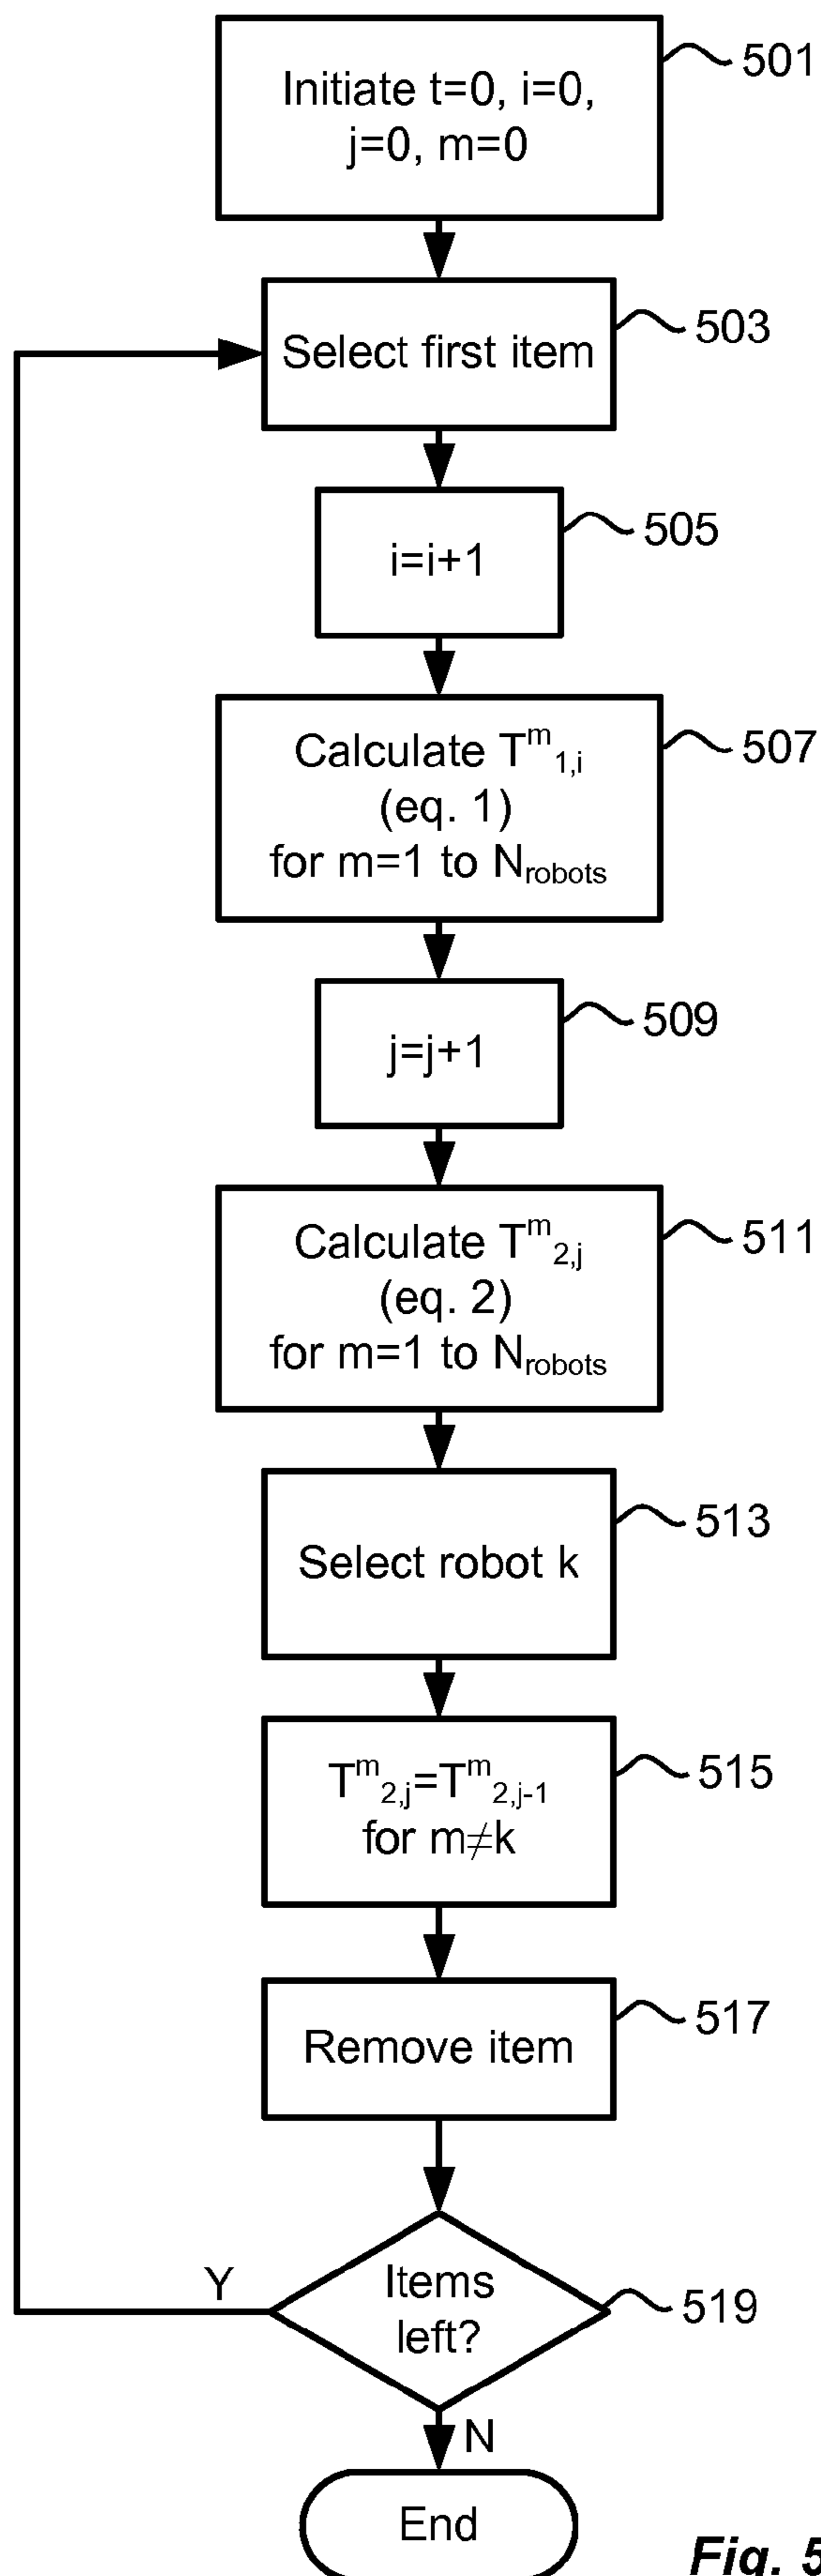 Initiate t=0, i=0,
j=0, m=0
501
Select first item
503
i=i+1
505
Calculate T^m_1,i
(eq. 1)
for m=1 to N_robots
507
j=j+1
509
Calculate T^m_2,j
(eq. 2)
for m=1 to N_robots
511
Select robot k
513
T^m_2,j=T^m_2,j-1
for m≠k
515
Remove item
517
Items
left?
519
Y
N
End
Fig. 5